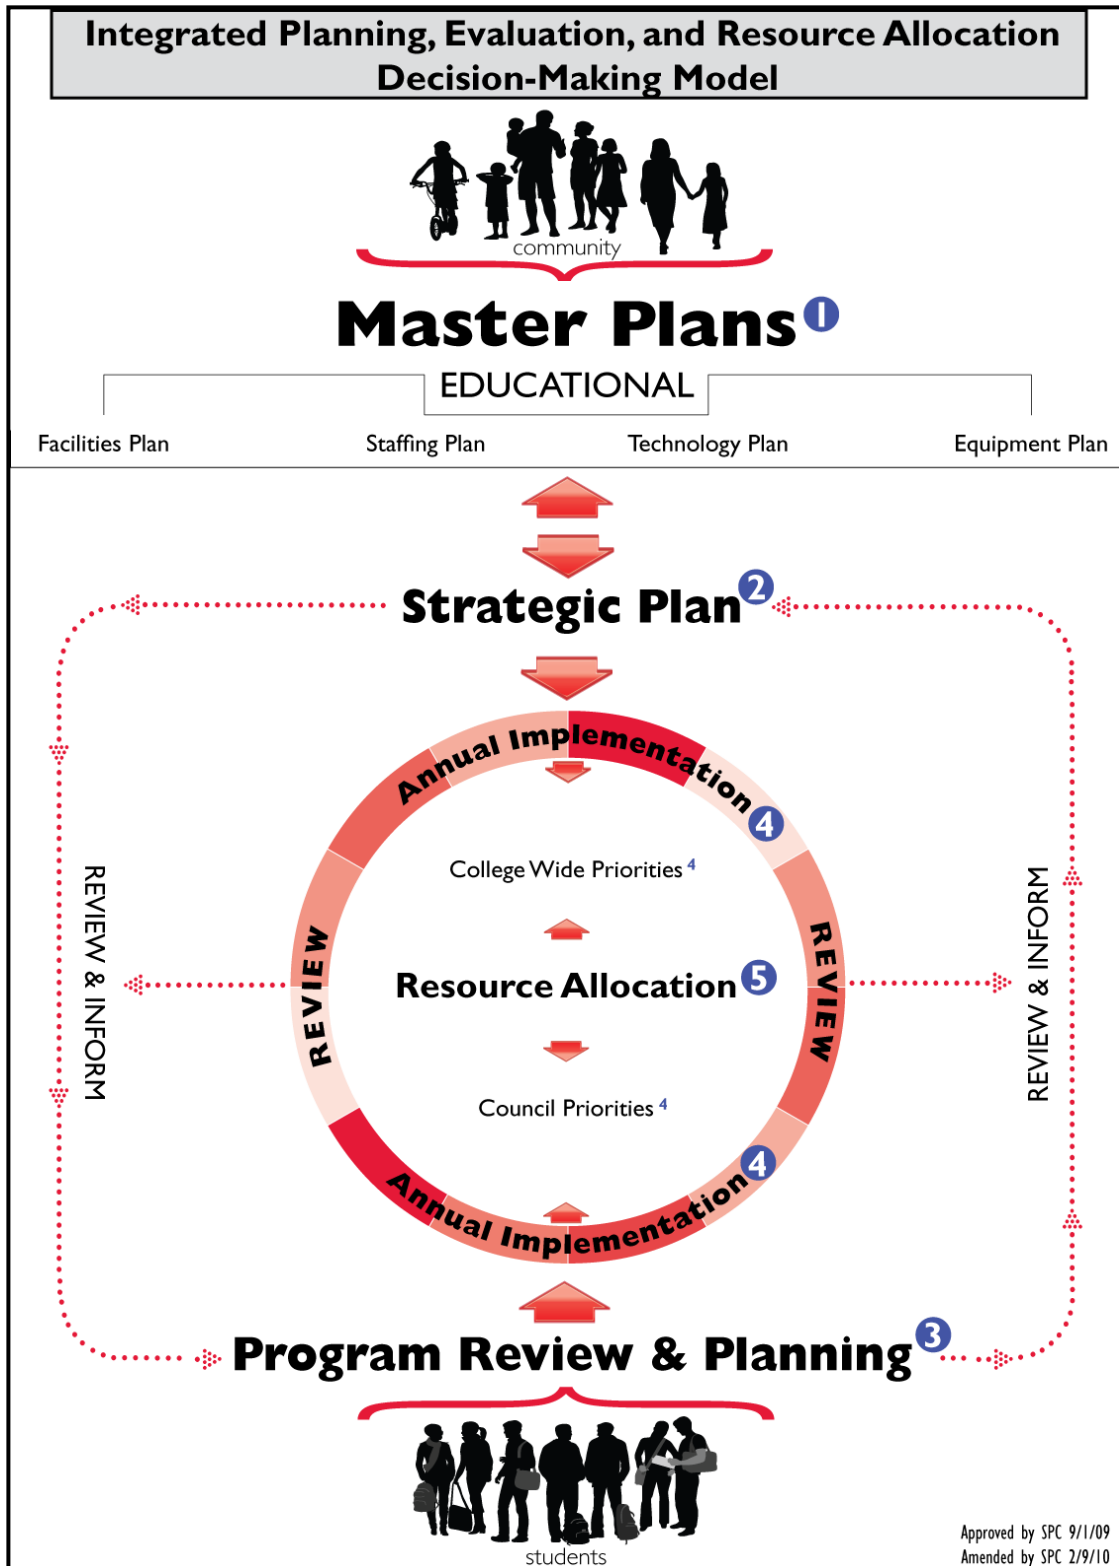 Integrated Planning, Evaluation, and Resource Allocation
Decision-Making Model
community
Master Plans 1
EDUCATIONAL
Facilities Plan
Staffing Plan
Technology Plan
Equipment Plan
Strategic Plan 2
Annual Implementation 4
College Wide Priorities 4
REVIEW & INFORM
REVIEW
Resource Allocation 5
REVIEW
REVIEW & INFORM
Council Priorities 4
Annual Implementation 4
Program Review & Planning 3
students
Approved by SPC 9/1/09
Amended by SPC 2/9/10